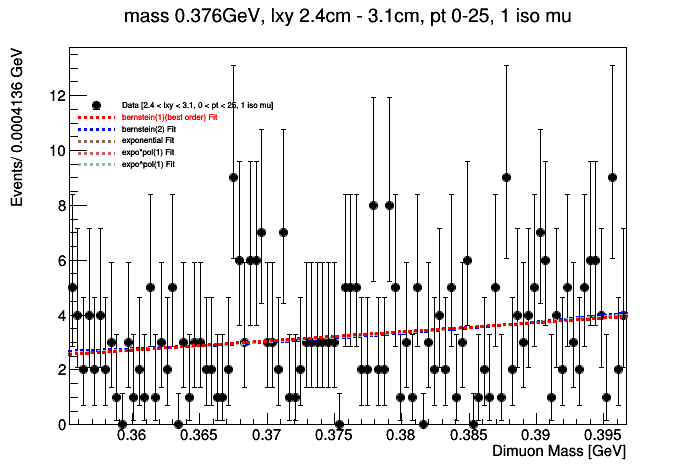 mass 0.376GeV, lxy 2.4cm - 3.1cm, pt 0-25, 1 iso mu
Events/ 0.0004136 GeV
Data [2.4 < lxy < 3.1, 0 < pt < 25, 1 iso mu]
bernstein(1)(best order) Fit
bernstein(2) Fit
exponential Fit
expo*pol(1) Fit
expo^pol(1) Fit
12
10
8
6
4
2
0
0.36 0.365 0.37 0.375 0.38 0.385 0.39 0.395
Dimuon Mass [GeV]